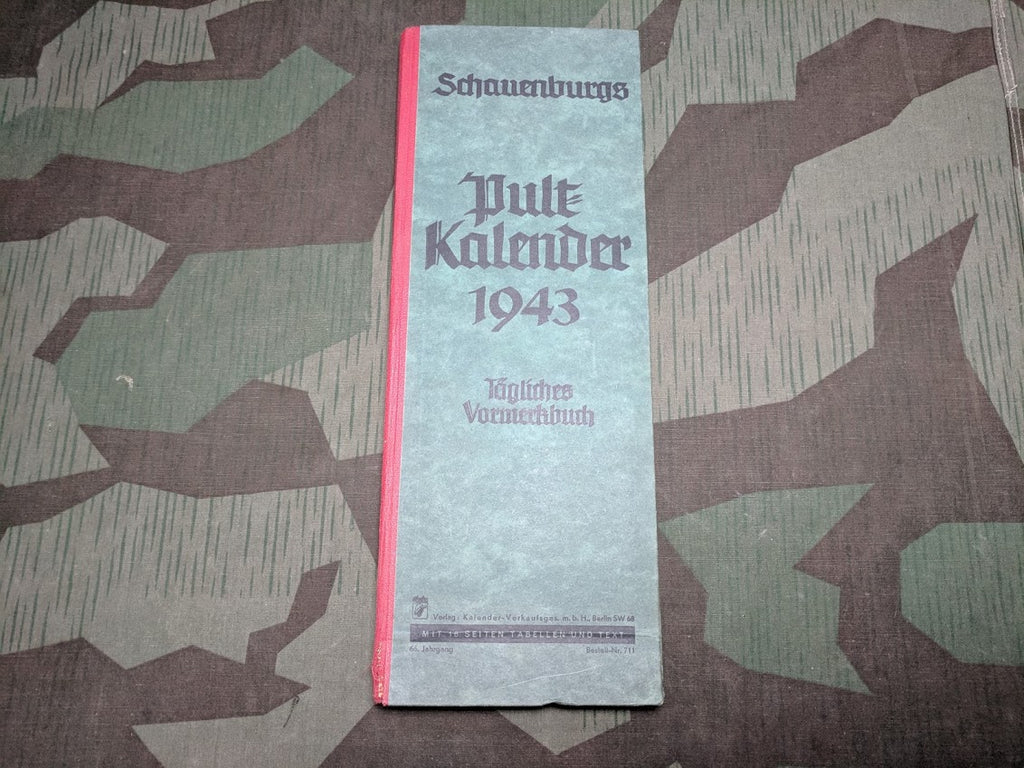 Schauenburgs
Pult-
Kalender
1943
Tägliches
Vormerkbuch
Verlag: Kalender-Verkaufsges. m. b. H., Berlin SW 68
MIT 16 SEITEN TABELLEN UND TEXT
66. Jahrgang Bestell-Nr. 711